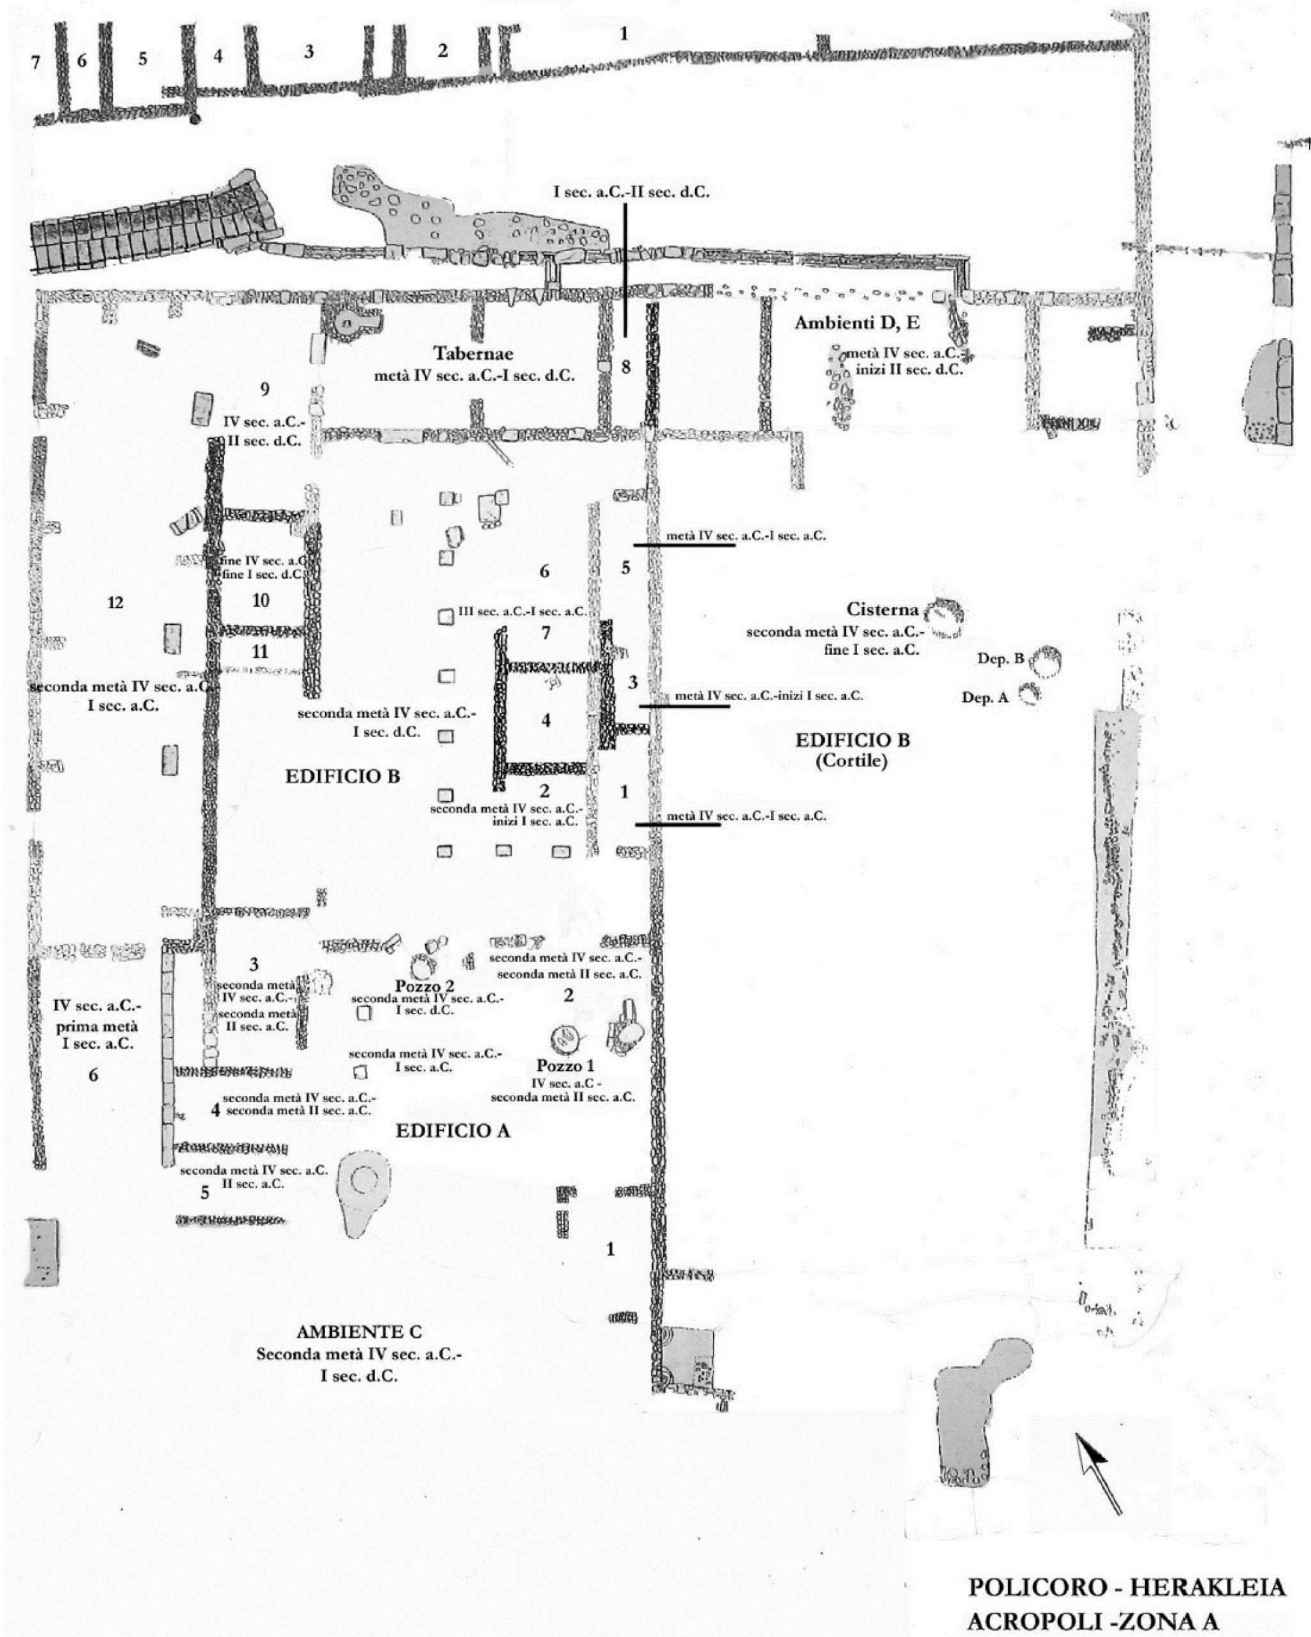 1
2
3
4
5
6
7
I sec. a.C.-II sec. d.C.
Ambienti D, E
metà IV sec. a.C.-
inizi II sec. d.C.
Tabernae
metà IV sec. a.C.-I sec. d.C.
8
9
IV sec. a.C.-
II sec. d.C.
metà IV sec. a.C.-I sec. a.C.
5
6
fine IV sec. a.C
fine I sec. d.C
10
12
11
III sec. a.C.-I sec. a.C.
7
Cisterna
seconda metà IV sec. a.C.-
fine I sec. a.C.
Dep. B
Dep. A
seconda metà IV sec. a.C.
I sec. a.C.
3
metà IV sec. a.C.-inizi I sec. a.C.
seconda metà IV sec. a.C.-
I sec. d.C.
4
EDIFICIO B
(Cortile)
EDIFICIO B
2
seconda metà IV sec. a.C.-
inizi I sec. a.C.
1
metà IV sec. a.C.-I sec. a.C.
3
seconda metà
IV sec. a.C.-
seconda metà
II sec. a.C.
Pozzo 2
seconda metà IV sec. a.C.-
I sec. d.C.
seconda metà IV sec. a.C.-
seconda metà II sec. a.C.
2
IV sec. a.C.-
prima metà
I sec. a.C.
6
seconda metà IV sec. a.C.-
I sec. a.C.
Pozzo 1
IV sec. a.C -
seconda metà II sec. a.C.
seconda metà IV sec. a.C.-
4 seconda metà II sec. a.C.
EDIFICIO A
seconda metà IV sec. a.C.
II sec. a.C.
5
1
AMBIENTE C
Seconda metà IV sec. a.C.-
I sec. d.C.
POLICORO - HERAKLEIA
ACROPOLI -ZONA A